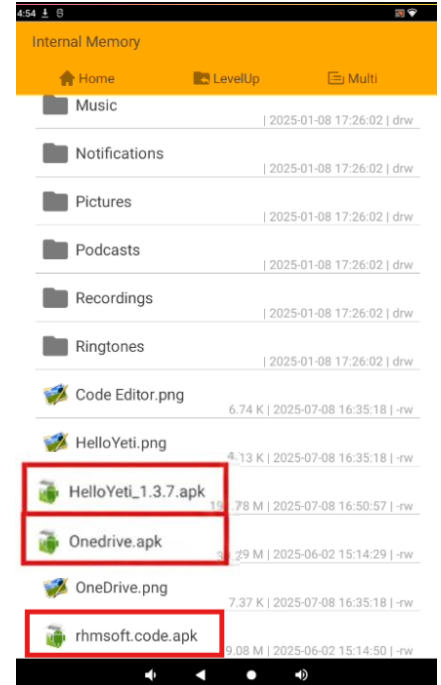 4:54
Internal Memory
Home LevelUp Multi
Music
| 2025-01-08 17:26:02 | drw
Notifications
| 2025-01-08 17:26:02 | drw
Pictures
| 2025-01-08 17:26:02 | drw
Podcasts
| 2025-01-08 17:26:02 | drw
Recordings
| 2025-01-08 17:26:02 | drw
Ringtones
| 2025-01-08 17:26:02 | drw
Code Editor.png
6.74 K | 2025-07-08 16:35:18 | -rw
HelloYeti.png
4.13 K | 2025-07-08 16:35:18 | -rw
HelloYeti_1.3.7.apk
M | 2025-07-08 16:50:57 | -rw
Onedrive.apk
M | 2025-06-02 15:14:29 | -rw
OneDrive.png
7.37 K | 2025-07-08 16:35:18 | -rw
rhmsoft.code.apk
9.08 M | 2025-06-02 15:14:50 | -rw